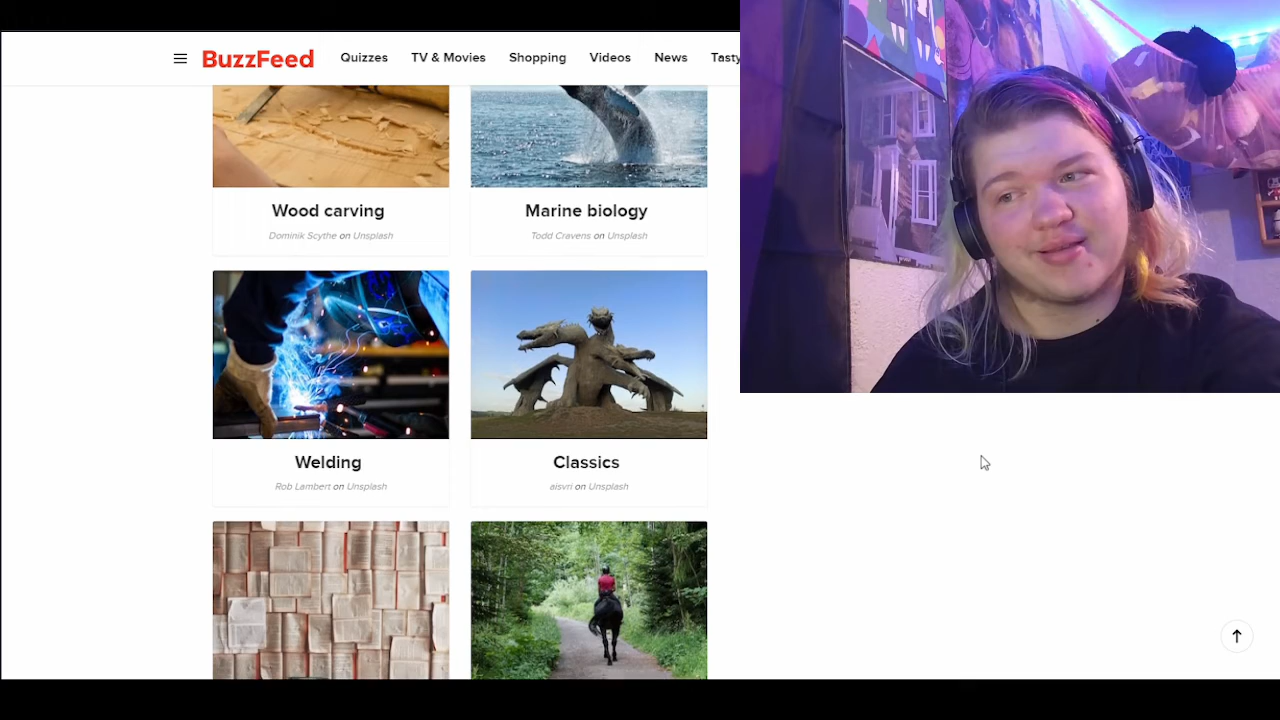 BuzzFeed
Quizzes
TV & Movies
Shopping
Videos
News
Tasty
Wood carving
Dominik Scythe on Unsplash
Marine biology
Todd Cravens on Unsplash
Welding
Rob Lambert on Unsplash
Classics
aisvri on Unsplash